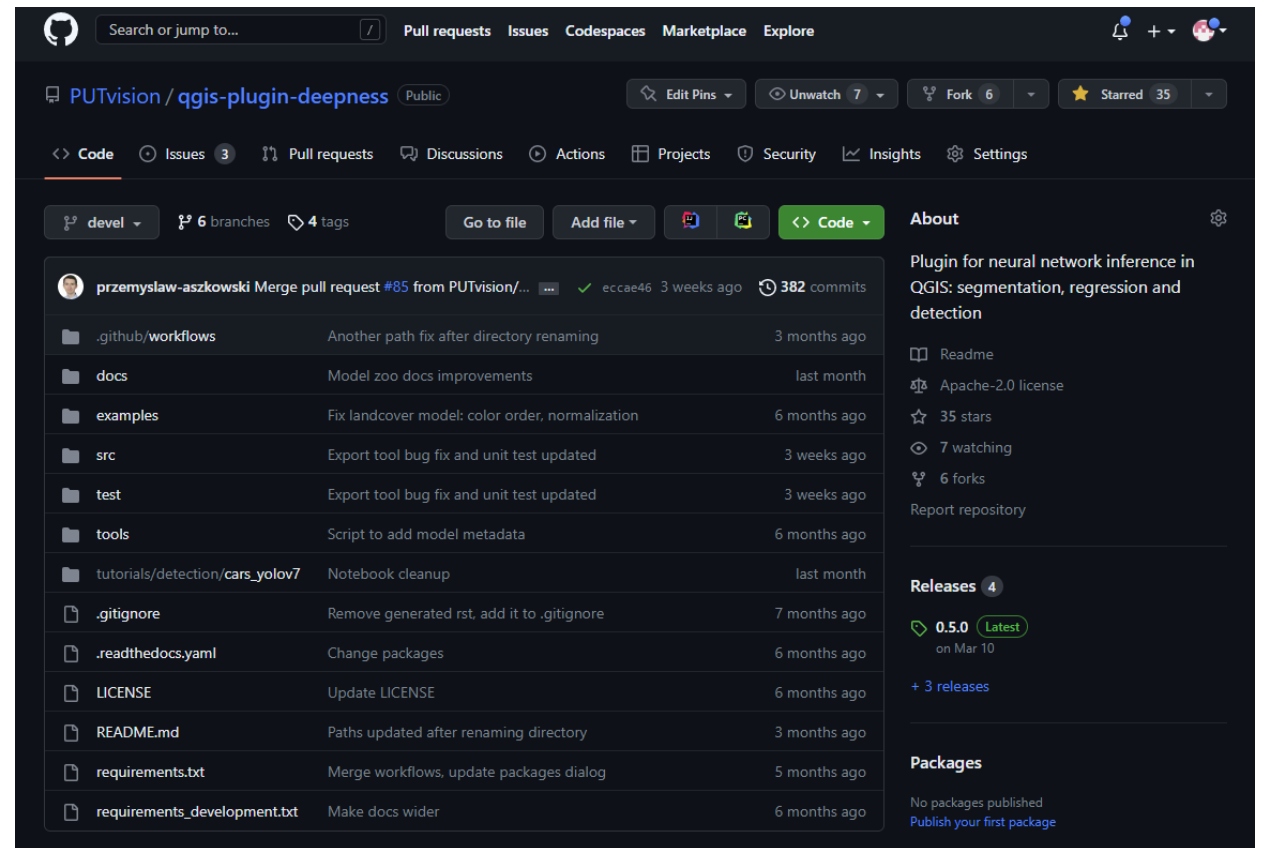 Search or jump to... / Pull requests Issues Codespaces Marketplace Explore
PUTvision / qgis-plugin-deepness Public Edit Pins Unwatch 7 Fork 6 Starred 35
Code Issues 3 Pull requests Discussions Actions Projects Security Insights Settings
devel 6 branches 4 tags Go to file Add file Code
przemyslaw-aszkowski Merge pull request #85 from PUTvision/... ... eccae46 3 weeks ago 382 commits
.github/workflows Another path fix after directory renaming 3 months ago
docs Model zoo docs improvements last month
examples Fix landcover model: color order, normalization 6 months ago
src Export tool bug fix and unit test updated 3 weeks ago
test Export tool bug fix and unit test updated 3 weeks ago
tools Script to add model metadata 6 months ago
tutorials/detection/cars_yolov7 Notebook cleanup last month
.gitignore Remove generated rst, add it to .gitignore 7 months ago
.readthedocs.yaml Change packages 6 months ago
LICENSE Update LICENSE 6 months ago
README.md Paths updated after renaming directory 3 months ago
requirements.txt Merge workflows, update packages dialog 5 months ago
requirements_development.txt Make docs wider 6 months ago
About
Plugin for neural network inference in
QGIS: segmentation, regression and
detection
Readme
Apache-2.0 license
35 stars
7 watching
6 forks
Report repository
Releases 4
0.5.0 Latest
on Mar 10
+ 3 releases
Packages
No packages published
Publish your first package